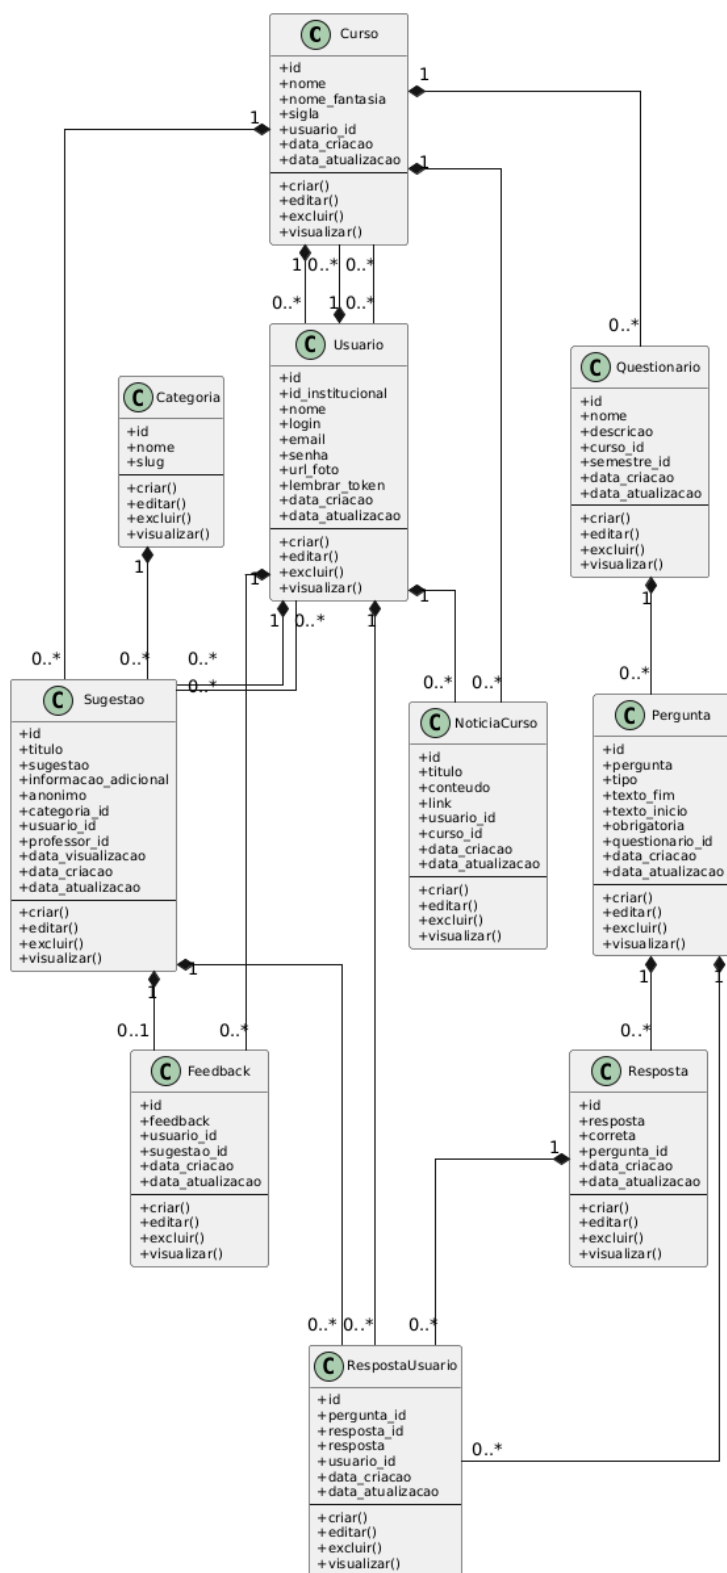 C Curso
+id
+nome
+nome_fantasia
+sigla
+usuario_id
+data_criacao
+data_atualizacao
+criar()
+editar()
+excluir()
+visualizar()
1
1
1
1
0..*
0..*
0..*
1
0..*
0..*
C Usuario
+id
+id_institucional
+nome
+login
+email
+senha
+url_foto
+lembrar_token
+data_criacao
+data_atualizacao
+criar()
+editar()
+excluir()
+visualizar()
C Categoria
+id
+nome
+slug
+criar()
+editar()
+excluir()
+visualizar()
C Questionario
+id
+nome
+descricao
+curso_id
+semestre_id
+data_criacao
+data_atualizacao
+criar()
+editar()
+excluir()
+visualizar()
1
1
1
1
0..*
1
1
0..*
0..*
0..*
0..*
0..*
0..*
0..*
C Sugestao
+id
+titulo
+sugestao
+informacao_adicional
+anonimo
+categoria_id
+usuario_id
+professor_id
+data_visualizacao
+data_criacao
+data_atualizacao
+criar()
+editar()
+excluir()
+visualizar()
C NoticiaCurso
+id
+titulo
+conteudo
+link
+usuario_id
+curso_id
+data_criacao
+data_atualizacao
+criar()
+editar()
+excluir()
+visualizar()
C Pergunta
+id
+pergunta
+tipo
+texto_fim
+texto_inicio
+obrigatoria
+questionario_id
+data_criacao
+data_atualizacao
+criar()
+editar()
+excluir()
+visualizar()
1
1
1
1
0..1
0..*
0..*
C Feedback
+id
+feedback
+usuario_id
+sugestao_id
+data_criacao
+data_atualizacao
+criar()
+editar()
+excluir()
+visualizar()
C Resposta
+id
+resposta
+correta
+pergunta_id
+data_criacao
+data_atualizacao
+criar()
+editar()
+excluir()
+visualizar()
1
0..*
0..*
0..*
C RespostaUsuario
+id
+pergunta_id
+resposta_id
+resposta
+usuario_id
+data_criacao
+data_atualizacao
+criar()
+editar()
+excluir()
+visualizar()
0..*